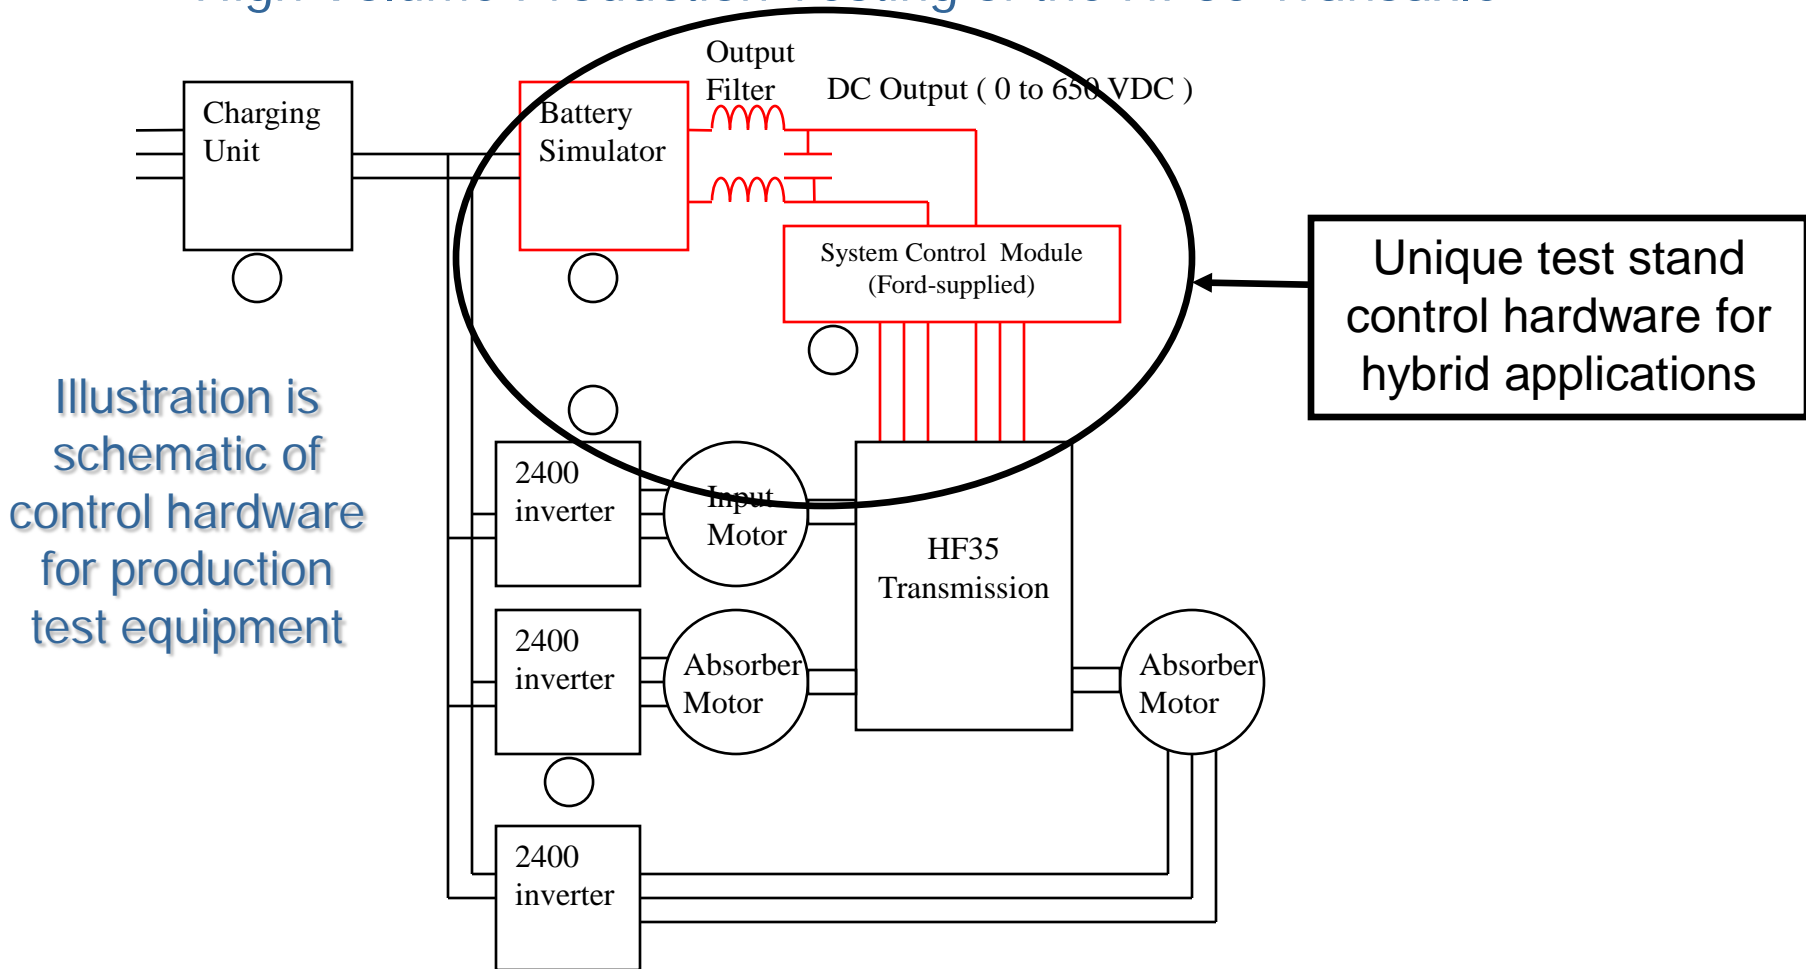 Output
Filter
DC Output ( 0 to 650 VDC )
Charging
Unit
Battery
Simulator
System Control  Module
(Ford-supplied)
Unique test stand
control hardware for
hybrid applications
Illustration is
schematic of
control hardware
for production
test equipment
2400
inverter
Input
Motor
HF35
Transmission
2400
inverter
Absorber
Motor
Absorber
Motor
2400
inverter